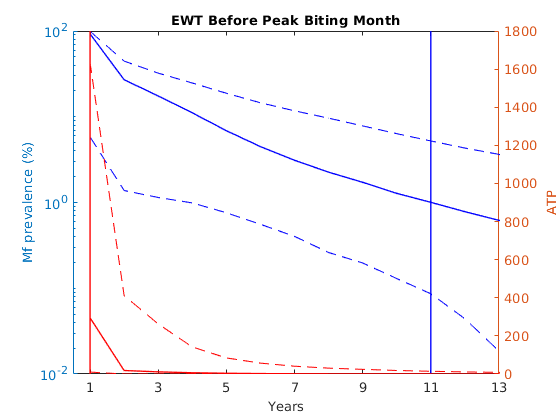 EWT Before Peak Biting Month
10^2
10^0
10^-2
Mf prevalence (%)
1800
1600
1400
1200
1000
800
600
400
200
0
ATP
1 3 5 7 9 11 13
Years